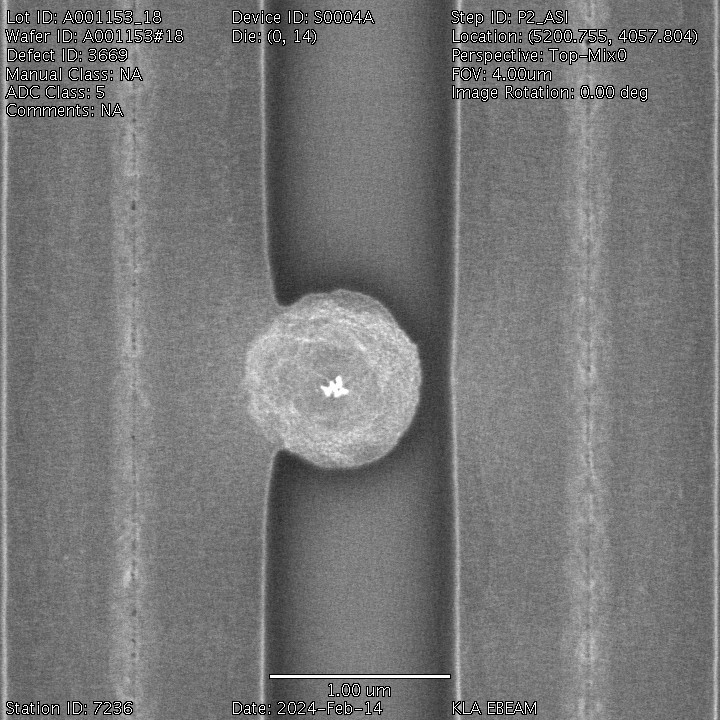 Lot ID: A001153_18
Wafer ID: A001153#18
Defect ID: 3669
Manual Class: NA
ADC Class: 5
Comments: NA
Device ID: S0004A
Die: (0, 14)
Step ID: P2_ASI
Location: (5200.755, 4057.804)
Perspective: Top-Mix0
FOV: 4.00um
Image Rotation: 0.00 deg
1.00 um
Station ID: 7236
Date: 2024-Feb-14
KLA EBEAM